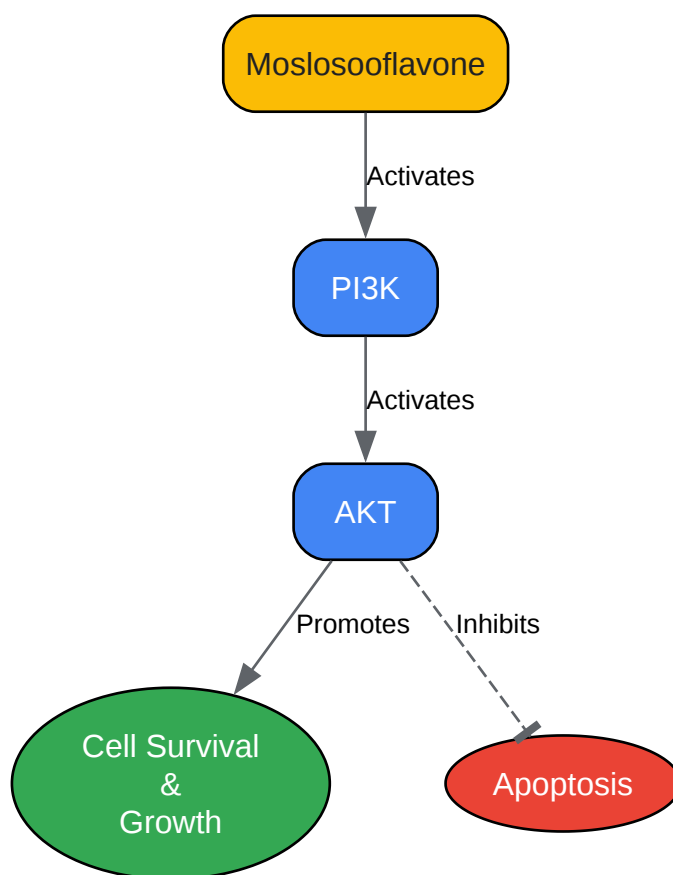 Moslosooflavone
Activates
PI3K
Activates
AKT
Promotes
Inhibits
Cell Survival
&
Growth
Apoptosis